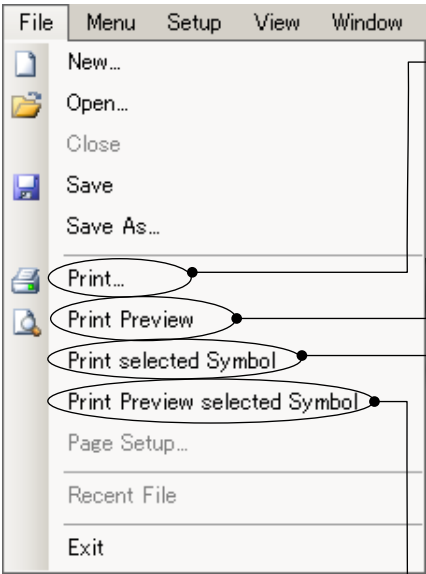 File Menu Setup View Window
New...
Open...
Close
Save
Save As...
Print...
Print Preview
Print selected Symbol
Print Preview selected Symbol
Page Setup...
Recent File
Exit